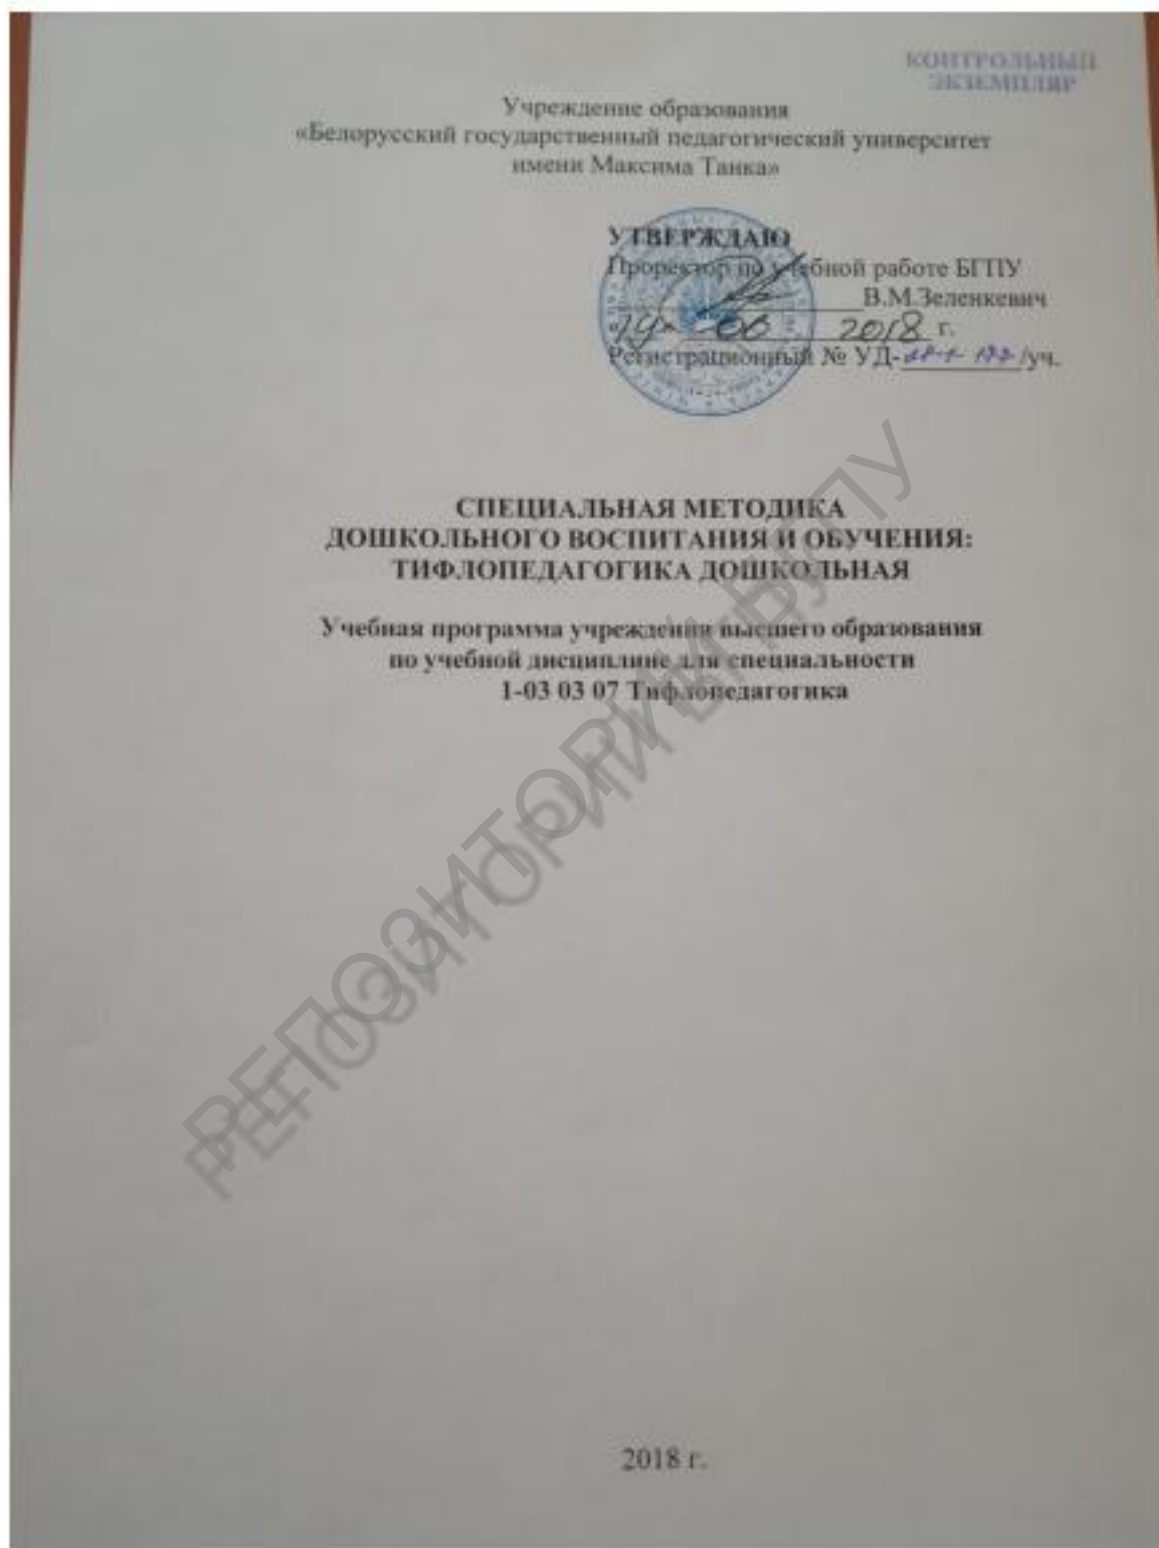 КОНТРОЛЬНЫЙ
ЭКЗЕМПЛЯР
Учреждение образования
«Белорусский государственный педагогический университет
имени Максима Танка»
УТВЕРЖДАЮ
Проректор по учебной работе БГПУ
В.М.Зеленкевич
2018 г.
Регистрационный № УД- /уч.
СПЕЦИАЛЬНАЯ МЕТОДИКА
ДОШКОЛЬНОГО ВОСПИТАНИЯ И ОБУЧЕНИЯ:
ТИФЛОПЕДАГОГИКА ДОШКОЛЬНАЯ
Учебная программа учреждения высшего образования
по учебной дисциплине для специальности
1-03 03 07 Тифлопедагогика
РЕПОЗИТОРИЙ БГПУ
2018 г.